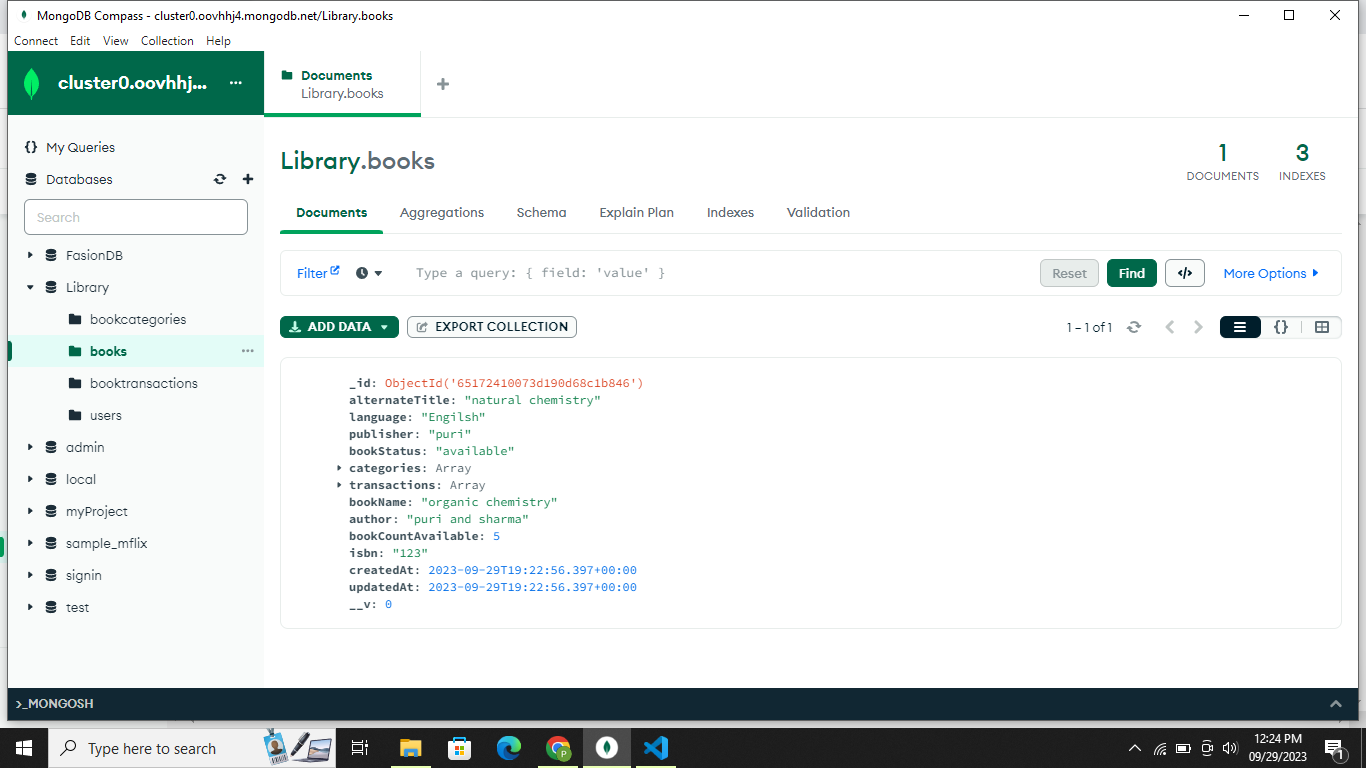 MongoDB Compass - cluster0.oovhhj4.mongodb.net/Library.books
Connect Edit View Collection Help
cluster0.oovhhj... ...
Documents
Library.books
+
My Queries
Databases
Search
FasionDB
Library
bookcategories
books ...
booktransactions
users
admin
local
myProject
sample_mflix
signin
test
Library.books
1
DOCUMENTS
3
INDEXES
Documents Aggregations Schema Explain Plan Indexes Validation
Filter Type a query: { field: 'value' } Reset Find </> More Options
ADD DATA EXPORT COLLECTION 1 – 1 of 1 {}
_id: ObjectId('65172410073d190d68c1b846')
alternateTitle: "natural chemistry"
language: "Engilsh"
publisher: "puri"
bookStatus: "available"
categories: Array
transactions: Array
bookName: "organic chemistry"
author: "puri and sharma"
bookCountAvailable: 5
isbn: "123"
createdAt: 2023-09-29T19:22:56.397+00:00
updatedAt: 2023-09-29T19:22:56.397+00:00
__v: 0
>_MONGOSH
Type here to search
P
12:24 PM
09/29/2023
1